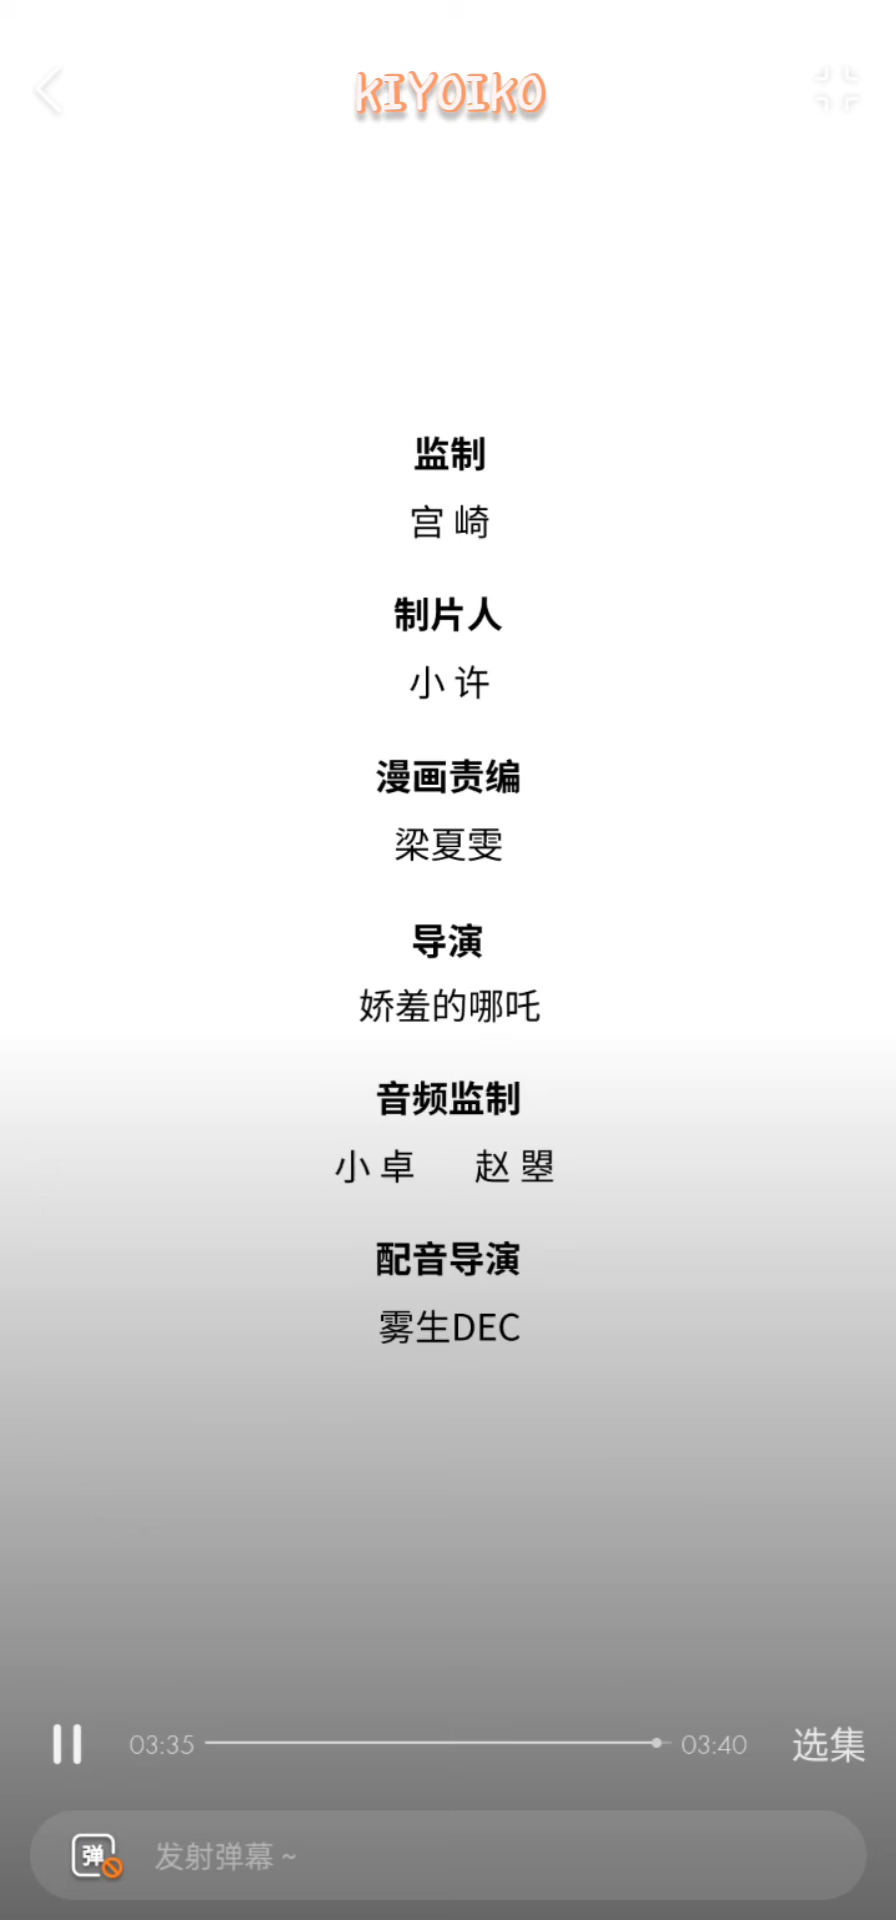 KIYOIKO
监制
宫 崎
制片人
小 许
漫画责编
梁夏雯
导演
娇羞的哪吒
音频监制
小 卓 赵 曌
配音导演
雾生DEC
03:35 03:40 选集
弹 发射弹幕 ~